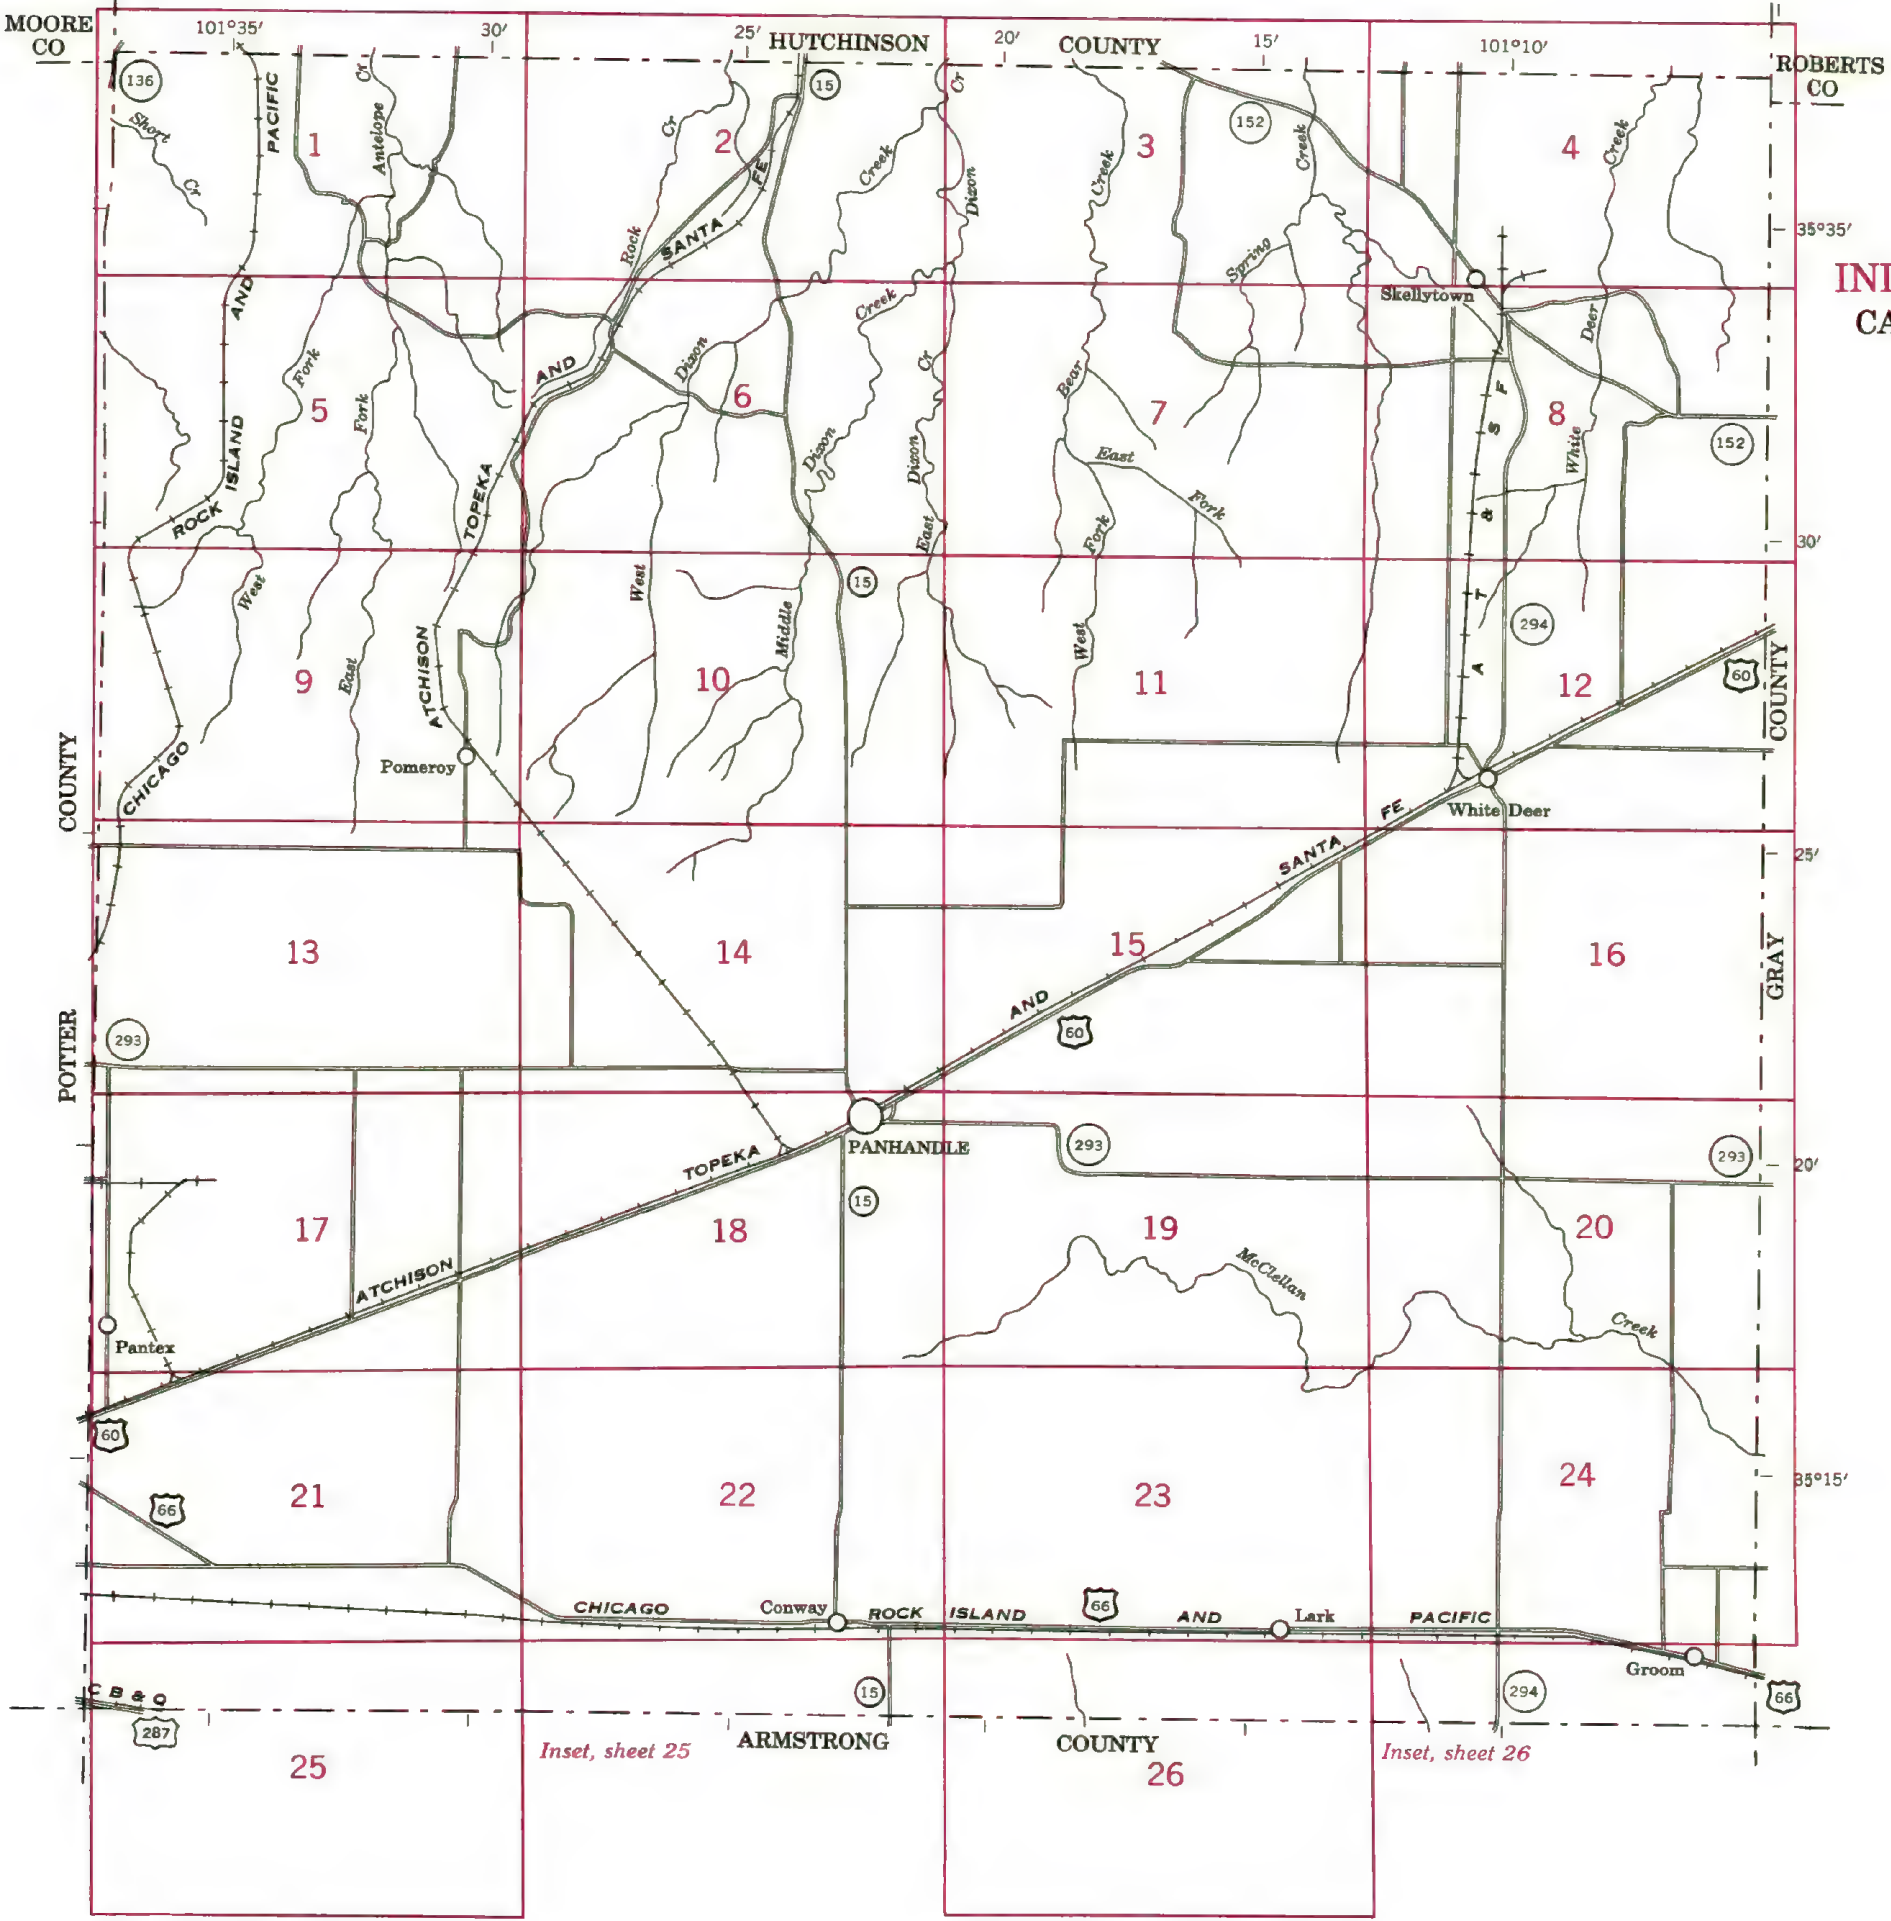 MOORE
CO
101°35′
30′
25′
HUTCHINSON
20′
COUNTY
15′
101°10′
ROBERTS
CO
136
PACIFIC
Cr
15
Cr
152
Short
Cr
1
Antelope
Cr
2
FE
Creek
Dixon
3
Creek
Creek
4
Creek
Rock
SANTA
35°35′
AND
Spring
Skellytown
Deer
IND
CA
Creek
Fork
AND
Dixon
Cr
Bear
5
Fork
6
7
F
S
8
152
ISLAND
TOPEKA
Dixon
Dixon
East
White
ROCK
Fork
&
East
Fork
30′
West
West
15
T
Middle
294
ATCHISON
West
A
9
East
10
11
12
60
COUNTY
COUNTY
CHICAGO
Pomeroy
FE
White Deer
SANTA
25′
13
14
15
16
GRAY
AND
60
POTTER
293
PANHANDLE
293
293
20′
TOPEKA
15
17
18
19
20
McClellan
ATCHISON
Creek
Pantex
60
21
22
23
24
35°15′
66
CHICAGO
Conway
ROCK
ISLAND
66
AND
Lark
PACIFIC
Groom
C B & Q
15
294
66
287
ARMSTRONG
COUNTY
Inset, sheet 25
Inset, sheet 26
25
26